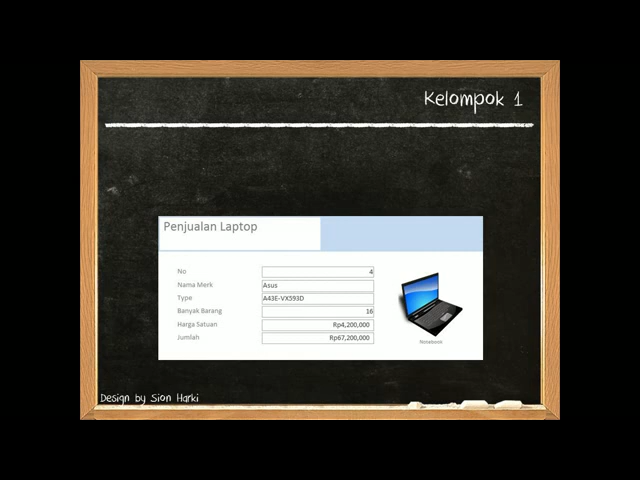 Kelompok 1
Penjualan Laptop
No 4
Nama Merk Asus
Type A43E-VX593D
Banyak Barang 16
Harga Satuan Rp4,200,000
Jumlah Rp67,200,000
Notebook
Design by Sion Harki